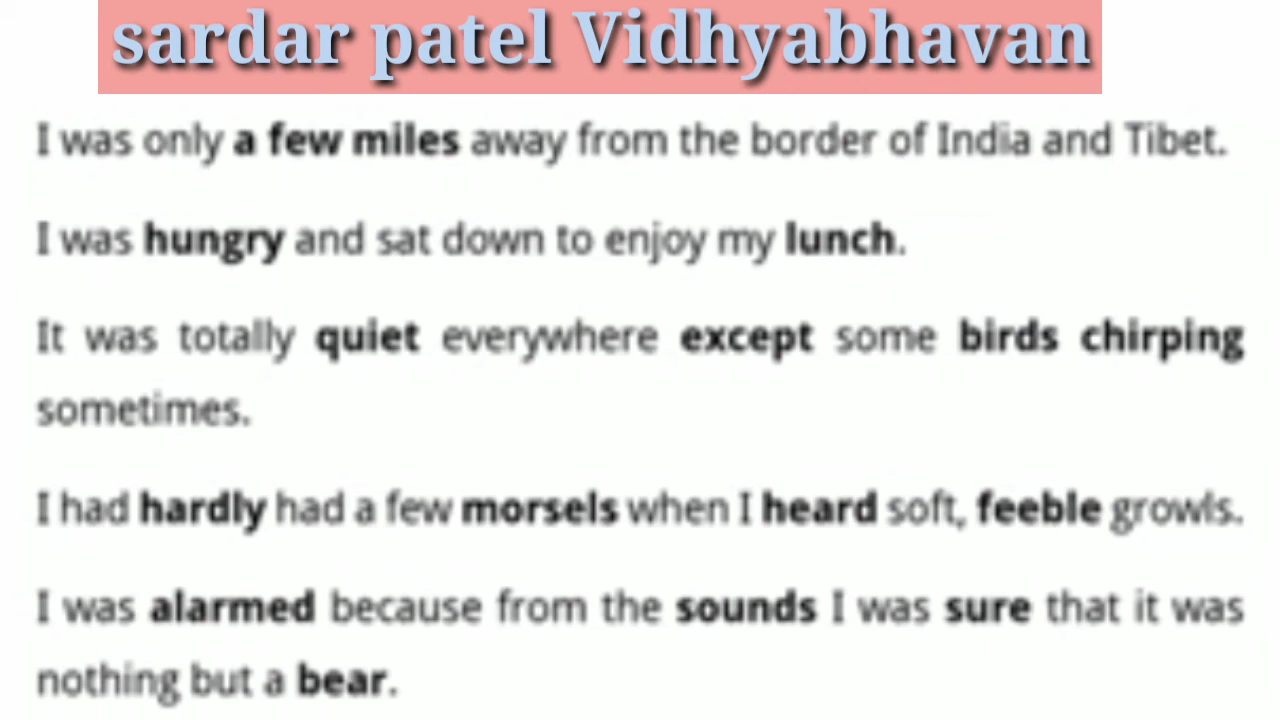 sardar patel Vidhyabhavan
I was only a few miles away from the border of India and Tibet.
I was hungry and sat down to enjoy my lunch.
It was totally quiet everywhere except some birds chirping
sometimes.
I had hardly had a few morsels when I heard soft, feeble growls.
I was alarmed because from the sounds I was sure that it was
nothing but a bear.